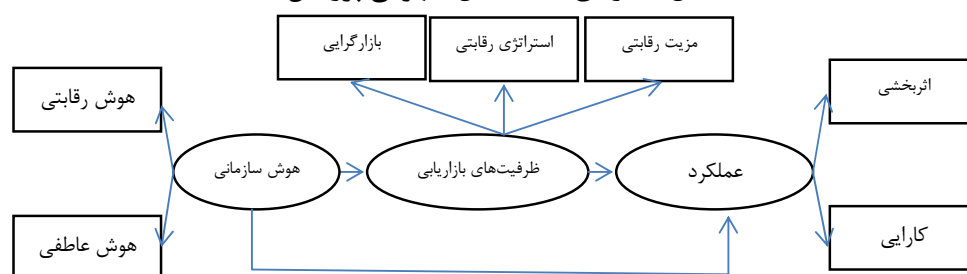 مزیت رقابتی
استراتژی رقابتی
بازارگرایی
اثربخشی
هوش رقابتی
عملکرد
ظرفیت‌های بازاریابی
هوش سازمانی
کارایی
هوش عاطفی